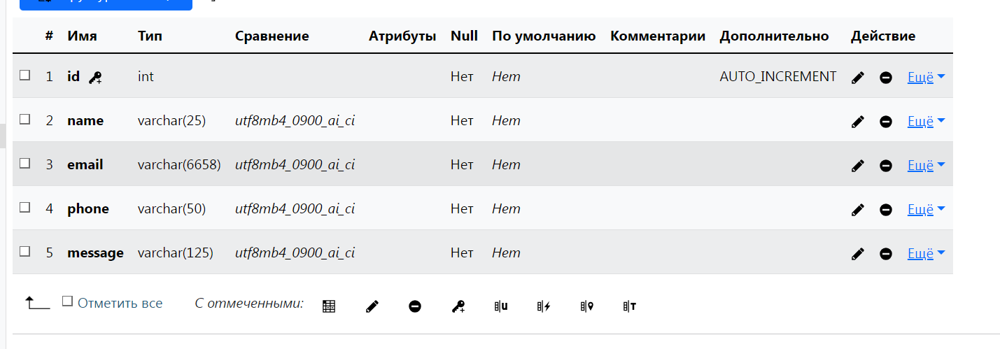 # Имя Тип Сравнение Атрибуты Null По умолчанию Комментарии Дополнительно Действие
1 id int Нет Нет AUTO_INCREMENT Ещё
2 name varchar(25) utf8mb4_0900_ai_ci Нет Нет Ещё
3 email varchar(6658) utf8mb4_0900_ai_ci Нет Нет Ещё
4 phone varchar(50) utf8mb4_0900_ai_ci Нет Нет Ещё
5 message varchar(125) utf8mb4_0900_ai_ci Нет Нет Ещё
Отметить все С отмеченными: